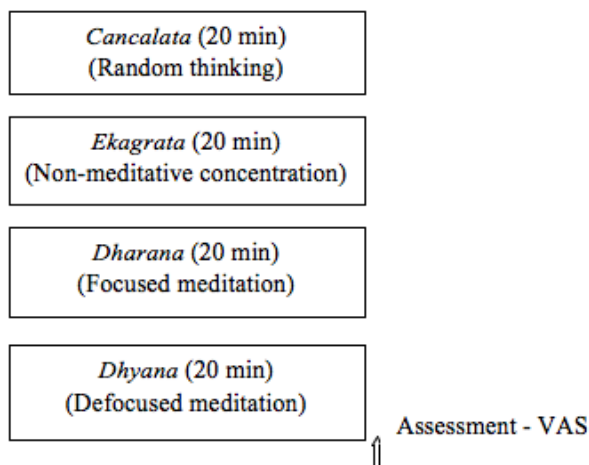 Cancalata (20 min)
(Random thinking)
Ekagrata (20 min)
(Non-meditative concentration)
Dharana (20 min)
(Focused meditation)
Dhyana (20 min)
(Defocused meditation)
Assessment - VAS